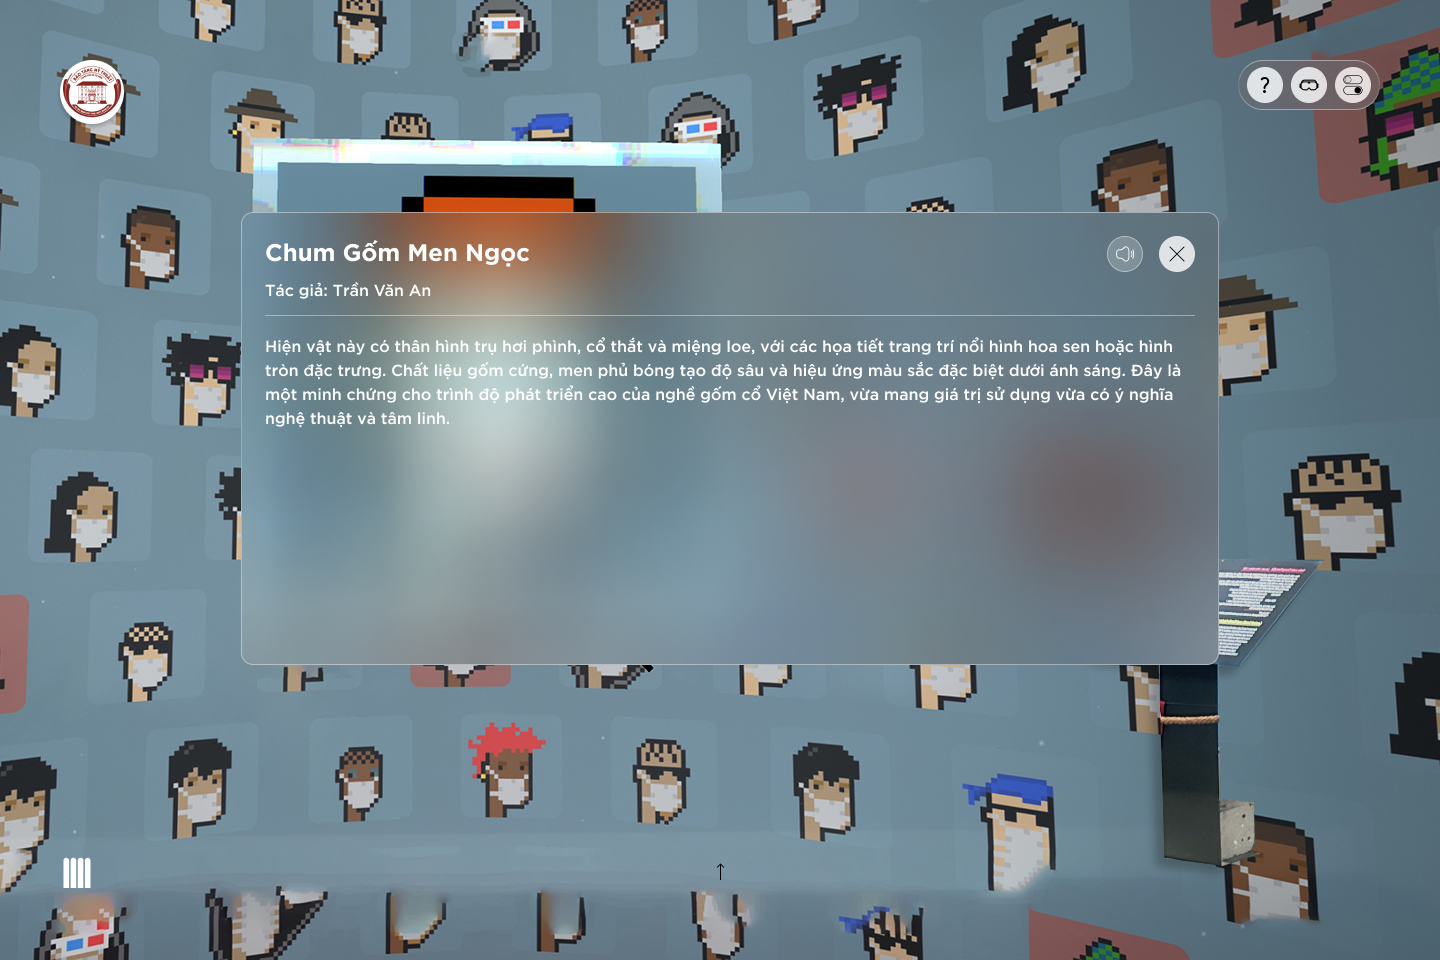 BẢO TÀNG MỸ THUẬT
?
Chum Gốm Men Ngọc
Tác giả: Trần Văn An
Hiện vật này có thân hình trụ hơi phình, cổ thắt và miệng loe, với các họa tiết trang trí nổi hình hoa sen hoặc hình
tròn đặc trưng. Chất liệu gốm cứng, men phủ bóng tạo độ sâu và hiệu ứng màu sắc đặc biệt dưới ánh sáng. Đây là
một minh chứng cho trình độ phát triển cao của nghề gốm cổ Việt Nam, vừa mang giá trị sử dụng vừa có ý nghĩa
nghệ thuật và tâm linh.